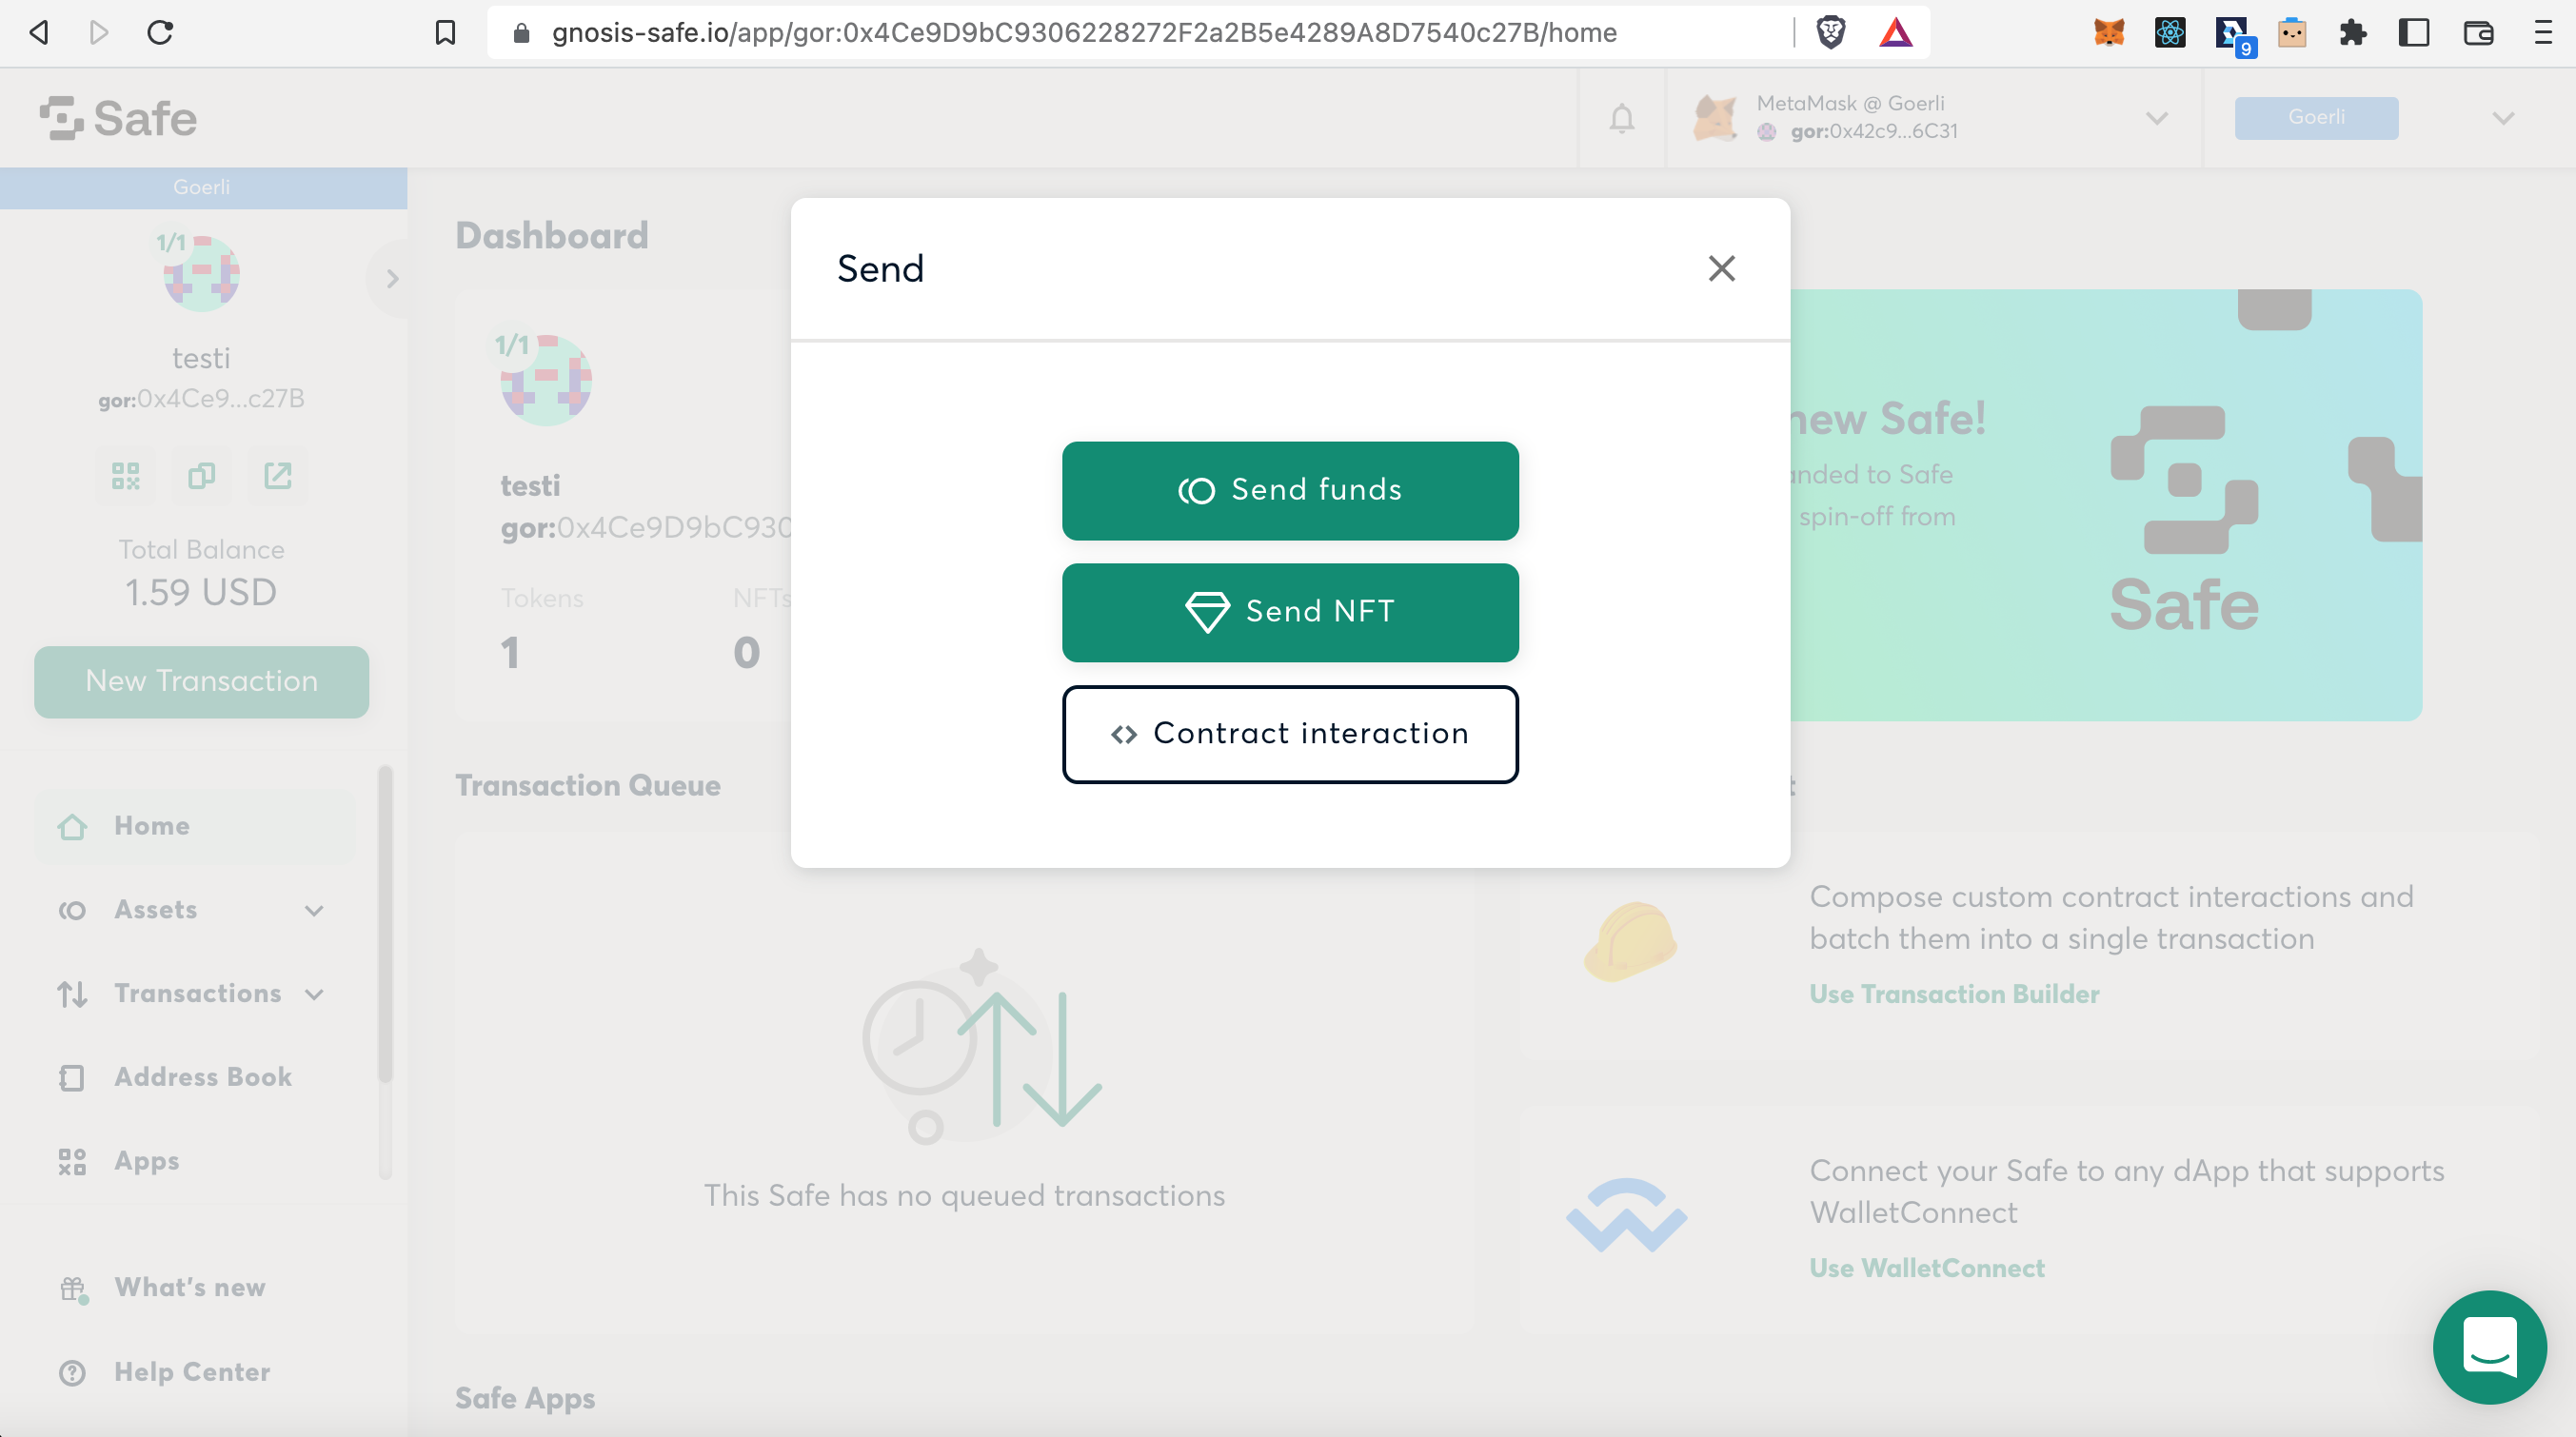 gnosis-safe.io/app/gor:0x4Ce9D9bC9306228272F2a2B5e4289A8D7540c27B/home
9
Safe
MetaMask @ Goerli
gor:0x42c9...6C31
Goerli
Goerli
1/1
testi
gor:0x4Ce9...c27B
Total Balance
1.59 USD
New Transaction
Home
Assets
Transactions
Address Book
Apps
What's new
Help Center
Dashboard
1/1
testi
gor:0x4Ce9D9bC930
Tokens
NFTs
1
0
Send
Send funds
Send NFT
Contract interaction
new Safe!
anded to Safe
spin-off from
Safe
Transaction Queue
This Safe has no queued transactions
t
Compose custom contract interactions and
batch them into a single transaction
Use Transaction Builder
Connect your Safe to any dApp that supports
WalletConnect
Use WalletConnect
Safe Apps